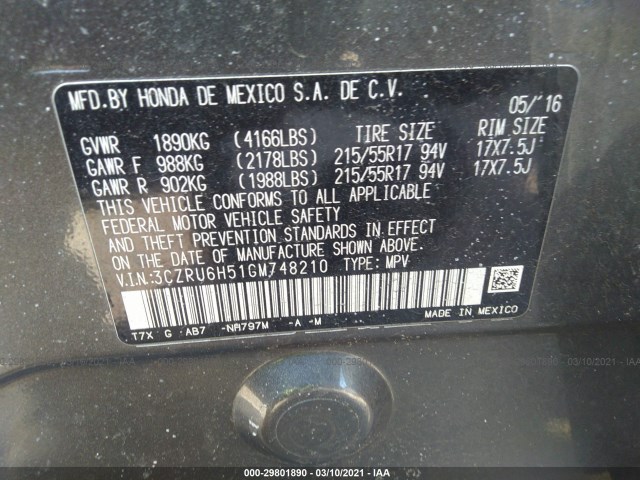 MFD.BY HONDA DE MEXICO S.A. DE C.V.
05/'16
GVWR 1890KG (4166LBS) TIRE SIZE RIM SIZE
GAWR F 988KG (2178LBS) 215/55R17 94V 17X7.5J
GAWR R 902KG (1988LBS) 215/55R17 94V 17X7.5J
THIS VEHICLE CONFORMS TO ALL APPLICABLE
FEDERAL MOTOR VEHICLE SAFETY
AND THEFT PREVENTION STANDARDS IN EFFECT
ON THE DATE OF MANUFACTURE SHOWN ABOVE.
V.I.N:3CZRU6H51GM748210 TYPE: MPV
T7X G AB7 -NA797M -A -M
MADE IN MEXICO
000-29801890 - 03/10/2021 - IAA